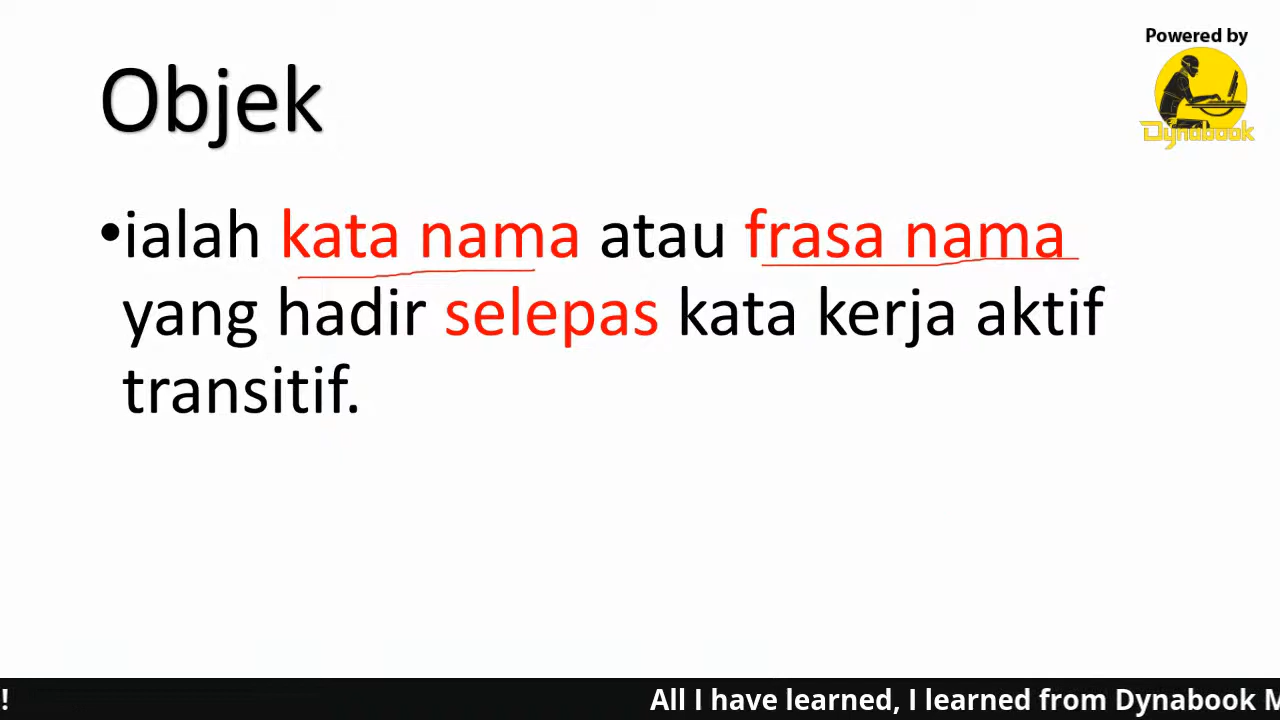 Powered by
Dynabook
Objek
•ialah kata nama atau frasa nama
yang hadir selepas kata kerja aktif
transitif.
! All I have learned, I learned from Dynabook M